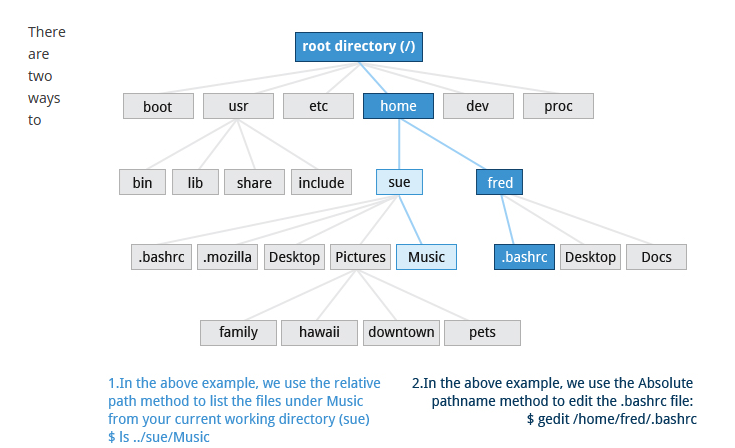 There
are
two
ways
to
root directory (/)
boot usr etc home dev proc
bin lib share include sue fred
.bashrc .mozilla Desktop Pictures Music .bashrc Desktop Docs
family hawaii downtown pets
1.In the above example, we use the relative
path method to list the files under Music
from your current working directory (sue)
$ ls ../sue/Music
2.In the above example, we use the Absolute
pathname method to edit the .bashrc file:
$ gedit /home/fred/.bashrc